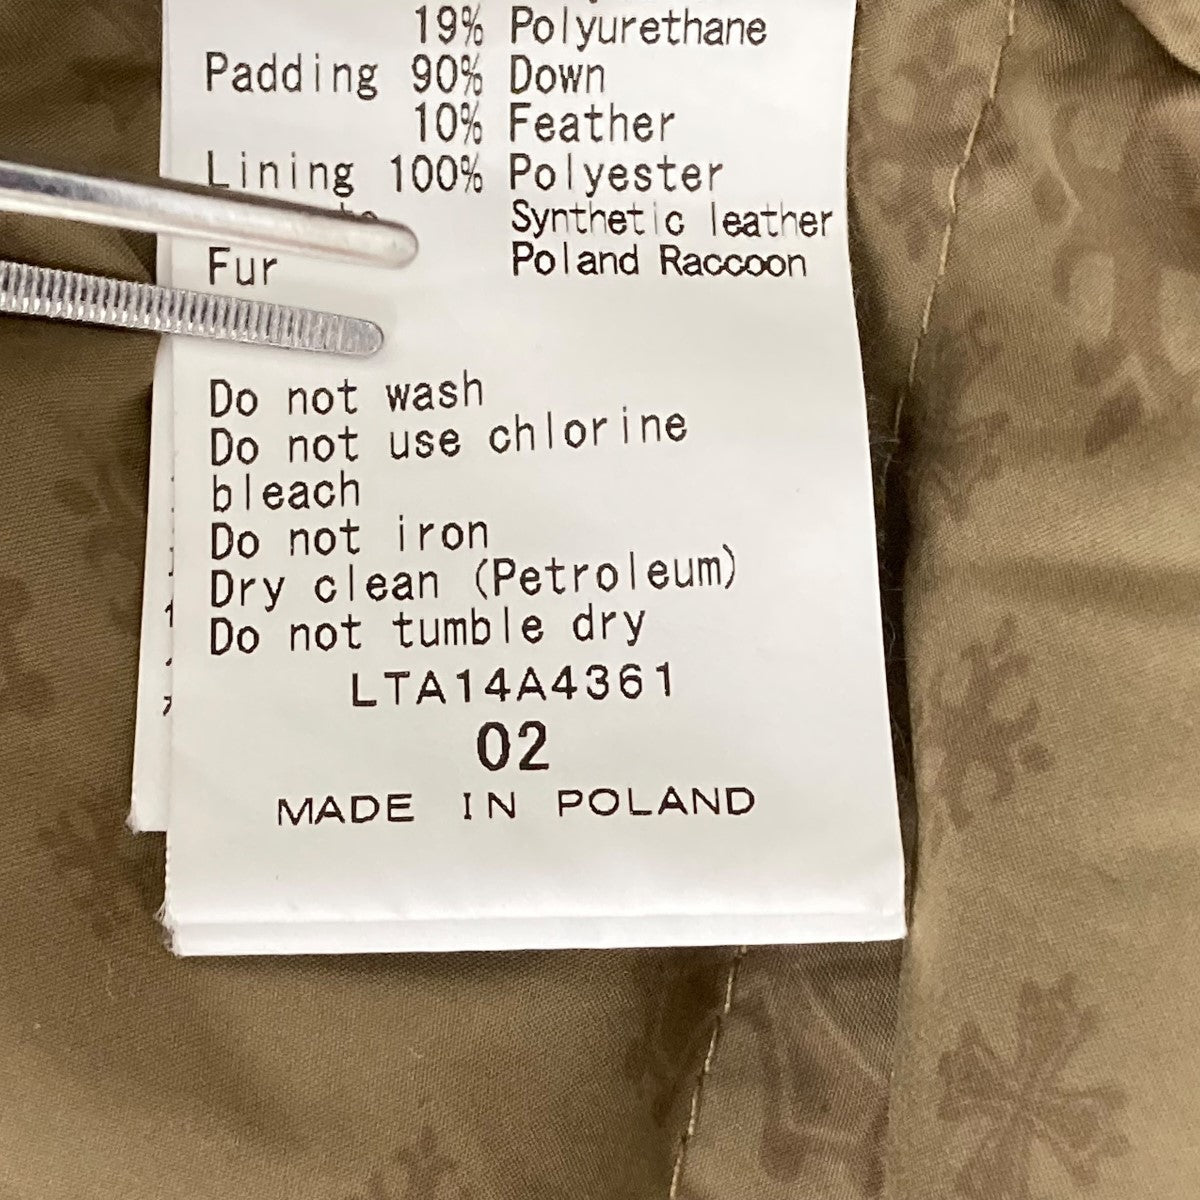 19% Polyurethane
Padding 90% Down
10% Feather
Lining 100% Polyester
Synthetic leather
Fur Poland Raccoon
Do not wash
Do not use chlorine
bleach
Do not iron
Dry clean (Petroleum)
Do not tumble dry
LTA14A4361
02
MADE IN POLAND